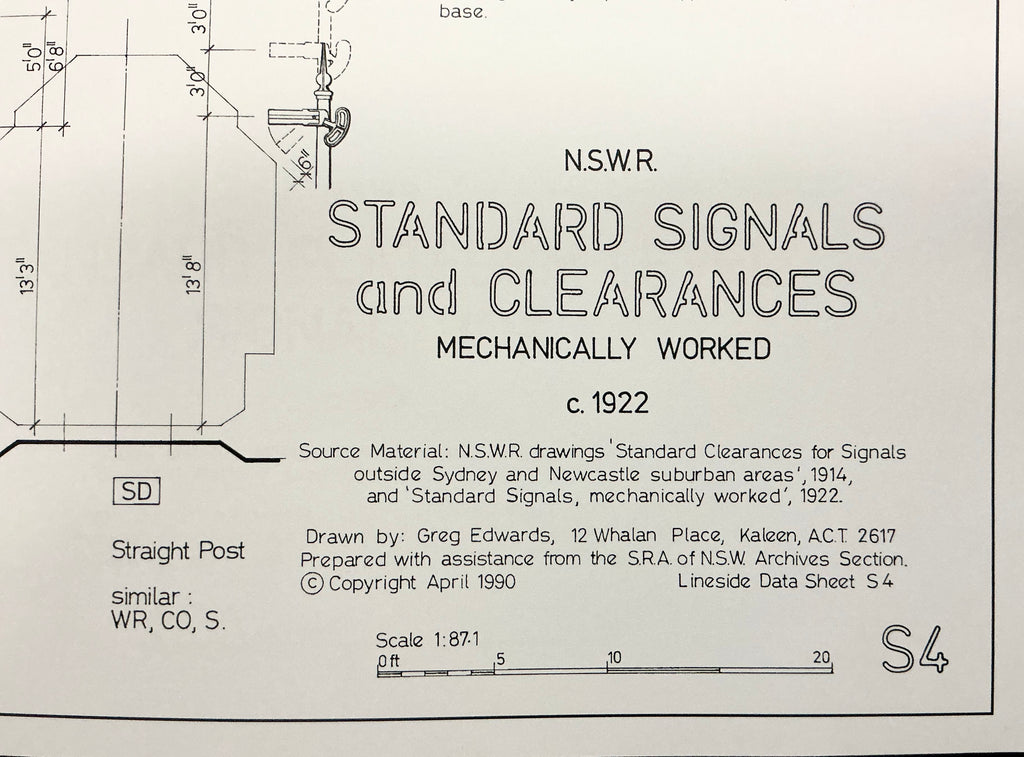 base.
3'0"
5'0"
6'8"
3'0"
6"
13'3"
13'8"
N.S.W.R.
STANDARD SIGNALS
and CLEARANCES
MECHANICALLY WORKED
c. 1922
Source Material: N.S.W.R. drawings 'Standard Clearances for Signals
outside Sydney and Newcastle suburban areas', 1914,
and 'Standard Signals, mechanically worked', 1922.
Drawn by: Greg Edwards, 12 Whalan Place, Kaleen, A.C.T. 2617
Prepared with assistance from the S.R.A. of N.S.W. Archives Section.
© Copyright April 1990 Lineside Data Sheet S4
SD
Straight Post
similar :
WR, CO, S.
Scale 1:87·1
0ft 5 10 20
S4